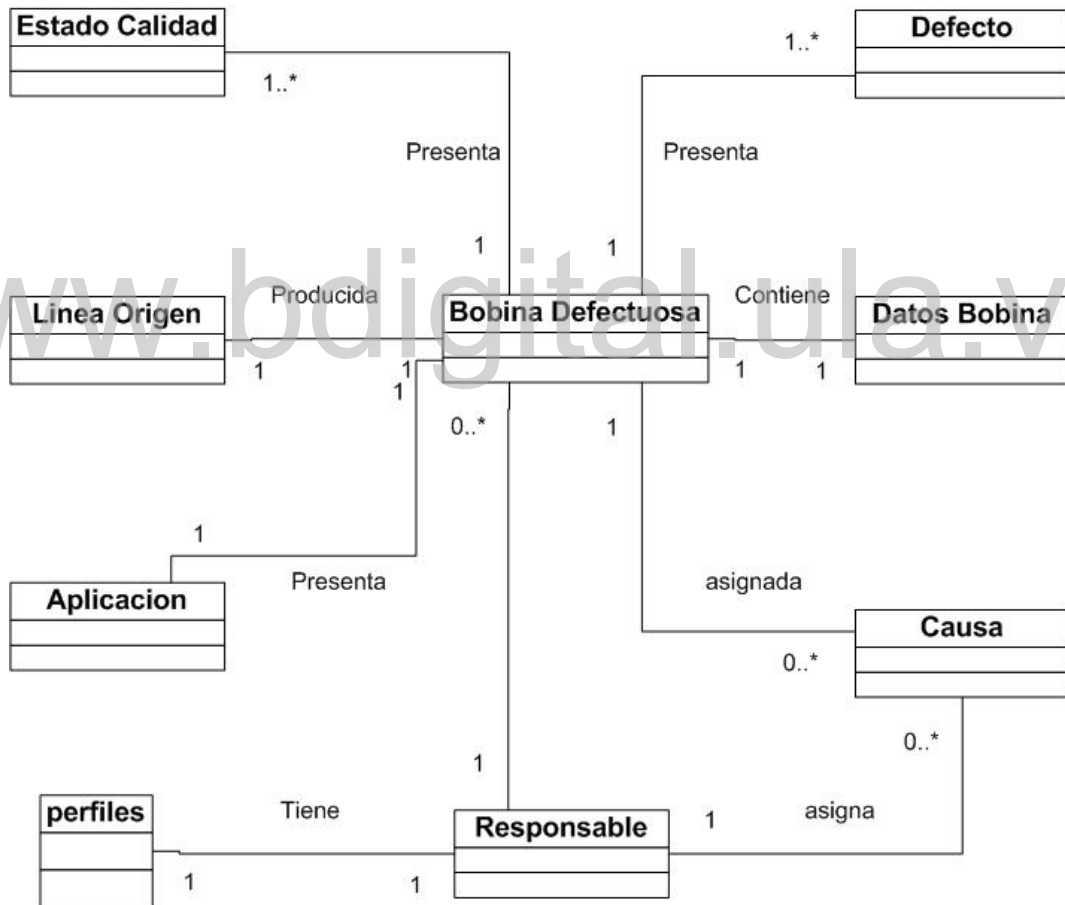 Estado Calidad
Defecto
1..*
1..*
Presenta
Presenta
1
1
www.bdigital.ula.v
Linea Origen
Producida
Bobina Defectuosa
Contiene
Datos Bobina
1
1
1
1
1
0..*
1
1
Aplicacion
Presenta
asignada
Causa
0..*
0..*
1
perfiles
Tiene
Responsable
1
asigna
1
1